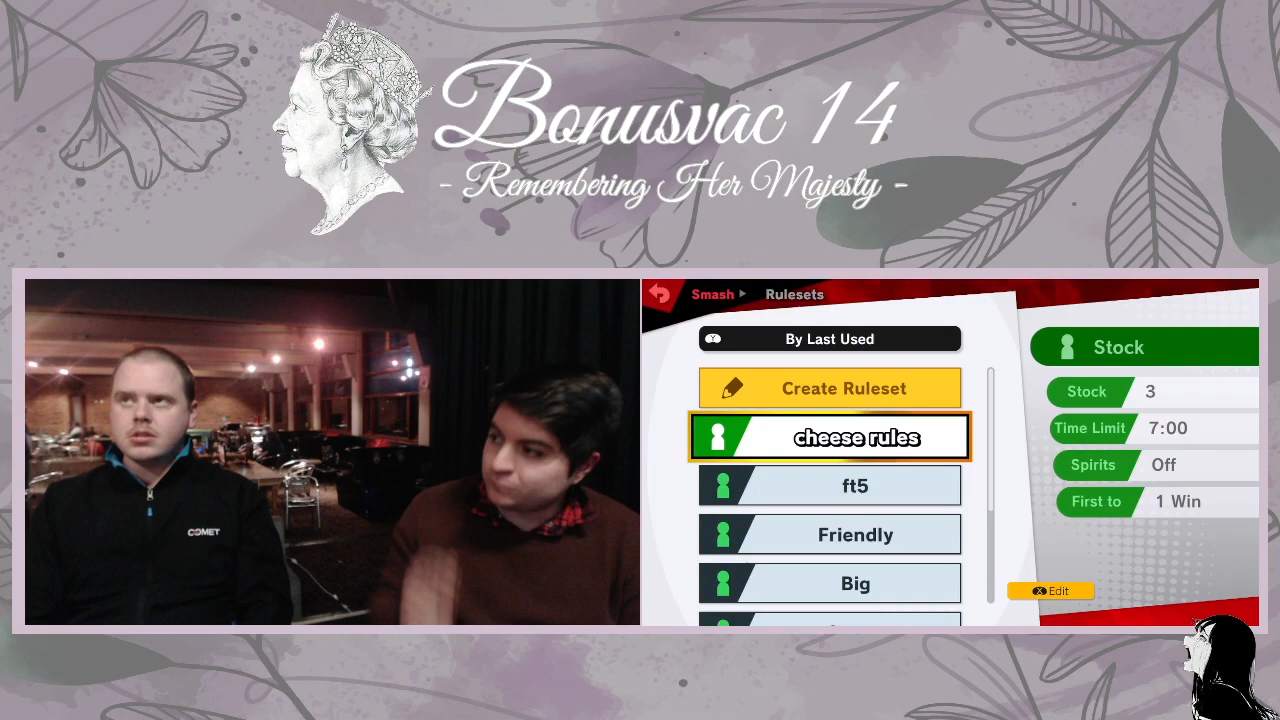 Bonusvac 14
- Remembering Her Majesty -
COMET
Smash ▸ Rulesets
By Last Used
Create Ruleset
cheese rules
ft5
Friendly
Big
Stock
Stock 3
Time Limit 7:00
Spirits Off
First to 1 Win
X Edit